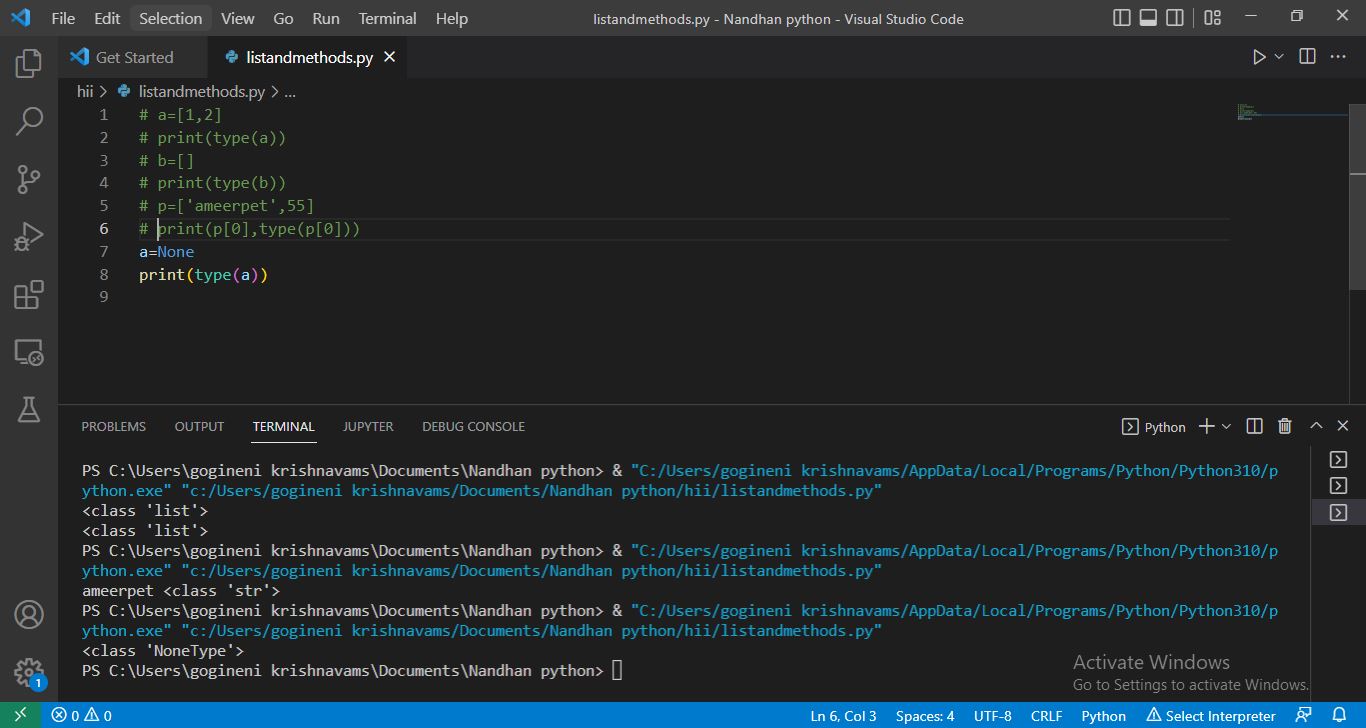 File Edit Selection View Go Run Terminal Help listandmethods.py - Nandhan python - Visual Studio Code
Get Started listandmethods.py
hii > listandmethods.py > ...
1 # a=[1,2]
2 # print(type(a))
3 # b=[]
4 # print(type(b))
5 # p=['ameerpet',55]
6 # print(p[0],type(p[0]))
7 a=None
8 print(type(a))
9
PROBLEMS OUTPUT TERMINAL JUPYTER DEBUG CONSOLE Python
PS C:\Users\gogineni krishnavams\Documents\Nandhan python> & "C:/Users/gogineni krishnavams/AppData/Local/Programs/Python/Python310/p
ython.exe" "c:/Users/gogineni krishnavams/Documents/Nandhan python/hii/listandmethods.py"
<class 'list'>
<class 'list'>
PS C:\Users\gogineni krishnavams\Documents\Nandhan python> & "C:/Users/gogineni krishnavams/AppData/Local/Programs/Python/Python310/p
ython.exe" "c:/Users/gogineni krishnavams/Documents/Nandhan python/hii/listandmethods.py"
ameerpet <class 'str'>
PS C:\Users\gogineni krishnavams\Documents\Nandhan python> & "C:/Users/gogineni krishnavams/AppData/Local/Programs/Python/Python310/p
ython.exe" "c:/Users/gogineni krishnavams/Documents/Nandhan python/hii/listandmethods.py"
<class 'NoneType'>
PS C:\Users\gogineni krishnavams\Documents\Nandhan python>
Activate Windows
Go to Settings to activate Windows.
1
0 0 Ln 6, Col 3 Spaces: 4 UTF-8 CRLF Python Select Interpreter